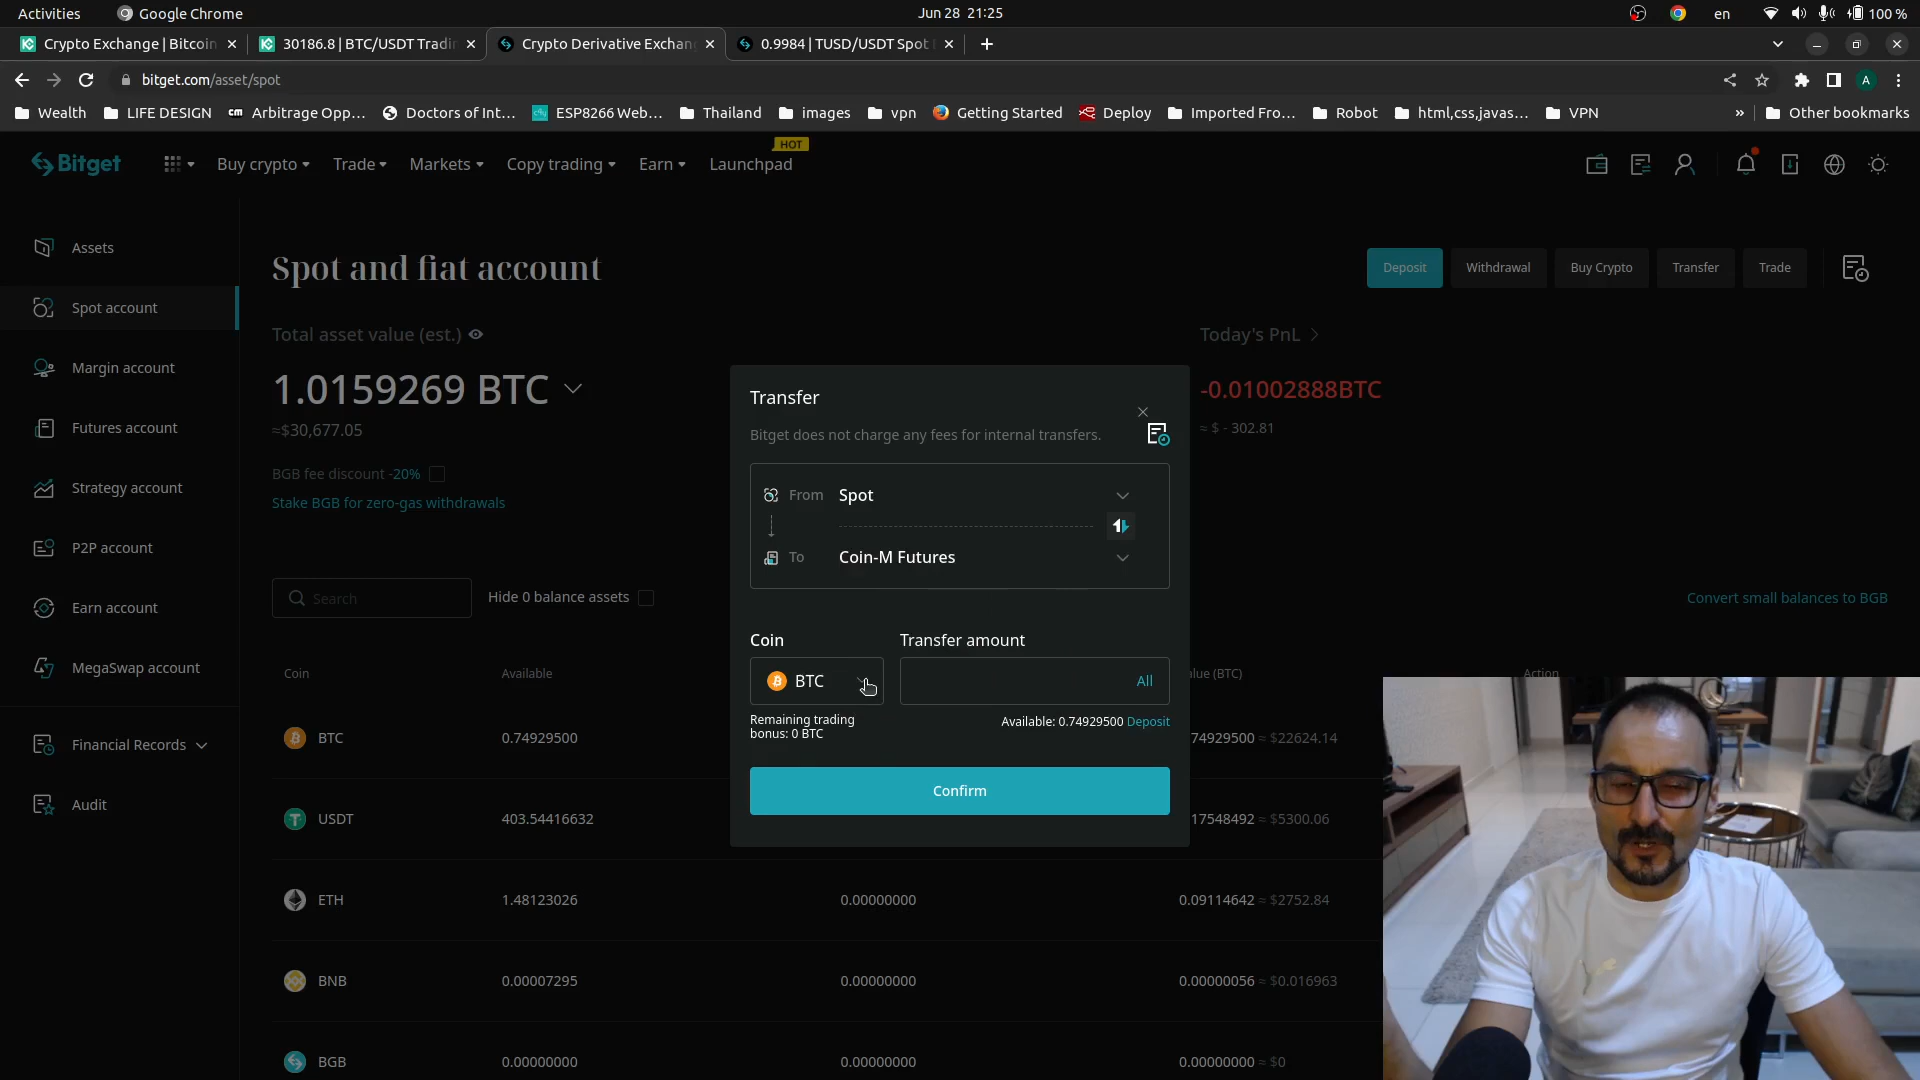 Activities
Google Chrome
Jun 28 21:25
en
100 %
Crypto Exchange | Bitcoin
30186.8 | BTC/USDT Tradin
Crypto Derivative Exchan
0.9984 | TUSD/USDT Spot
bitget.com/asset/spot
A
Wealth
LIFE DESIGN
cm
Arbitrage Opp...
Doctors of Int...
ESP8266 Web...
Thailand
images
vpn
Getting Started
Deploy
Imported Fro...
Robot
html,css,javas...
VPN
»
Other bookmarks
Bitget
Buy crypto
Trade
Markets
Copy trading
Earn
Launchpad
HOT
Assets
Spot account
Margin account
Futures account
Strategy account
P2P account
Earn account
MegaSwap account
Financial Records
Audit
Spot and fiat account
Deposit
Withdrawal
Buy Crypto
Transfer
Trade
Total asset value (est.)
1.0159269 BTC
≈$30,677.05
BGB fee discount -20%
Stake BGB for zero-gas withdrawals
Today's PnL
-0.01002888BTC
≈ $ - 302.81
Search
Hide 0 balance assets
Convert small balances to BGB
Transfer
Bitget does not charge any fees for internal transfers.
From Spot
To Coin-M Futures
Coin
Transfer amount
BTC
All
Remaining trading
bonus: 0 BTC
Available: 0.74929500 Deposit
Confirm
Coin
Available
alue (BTC)
Action
BTC
0.74929500
74929500 ≈ $22624.14
USDT
403.54416632
17548492 ≈ $5300.06
ETH
1.48123026
0.00000000
0.09114642 ≈ $2752.84
BNB
0.00007295
0.00000000
0.00000056 ≈ $0.016963
BGB
0.00000000
0.00000000
0.00000000 ≈ $0